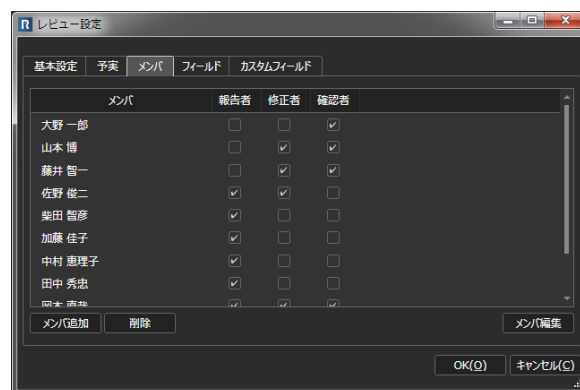 R レビュー設定
基本設定 予実 メンバ フィールド カスタムフィールド
メンバ 報告者 修正者 確認者
大野 一郎
山本 博
藤井 智一
佐野 俊二
柴田 智彦
加藤 佳子
中村 恵理子
田中 秀忠
岡本 直哉
メンバ追加 削除 メンバ編集
OK(O) キャンセル(C)